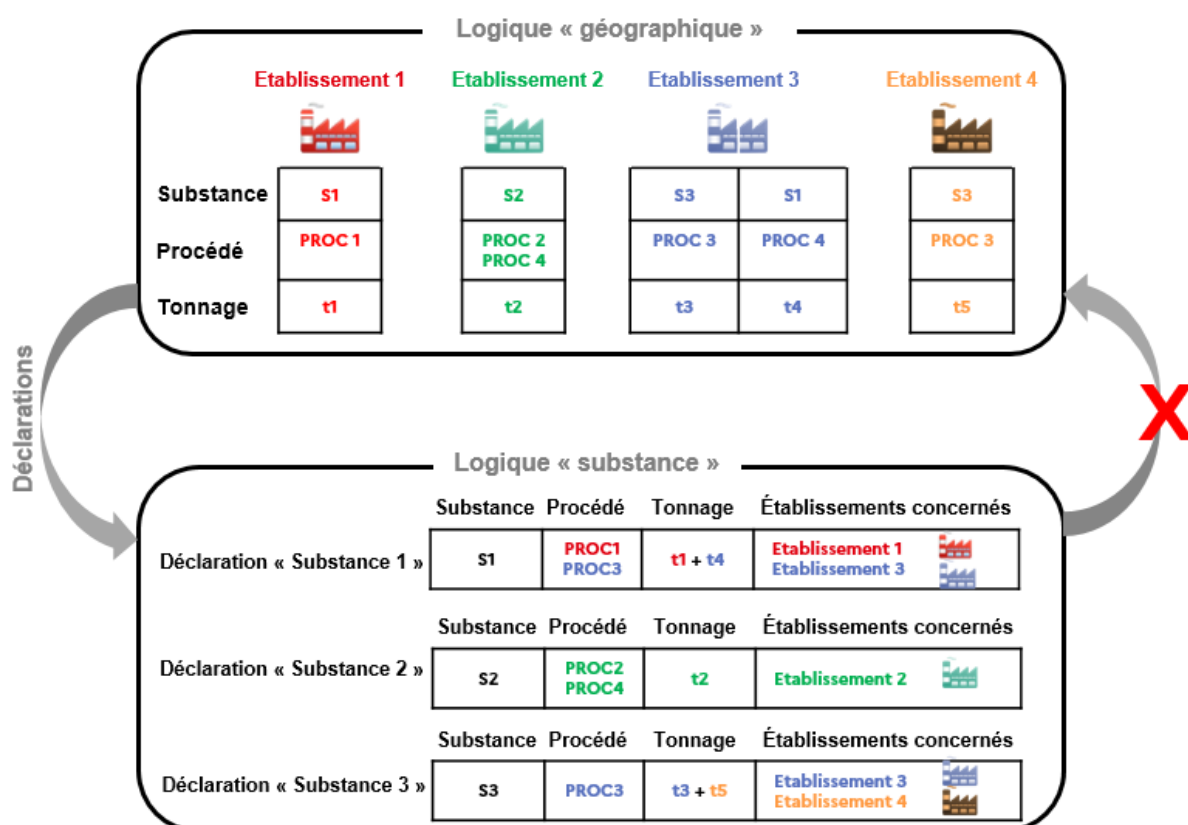 Logique « géographique »
Etablissement 1 Etablissement 2 Etablissement 3 Etablissement 4
Substance S1 S2 S3 S1 S3
Procédé PROC 1 PROC 2 PROC 3 PROC 4 PROC 3
PROC 4
Tonnage t1 t2 t3 t4 t5
Déclarations
X
Logique « substance »
Substance Procédé Tonnage Établissements concernés
Déclaration « Substance 1 » S1 PROC1 t1 + t4 Etablissement 1
PROC3 Etablissement 3
Substance Procédé Tonnage Établissements concernés
Déclaration « Substance 2 » S2 PROC2 t2 Etablissement 2
PROC4
Substance Procédé Tonnage Établissements concernés
Déclaration « Substance 3 » S3 PROC3 t3 + t5 Etablissement 3
Etablissement 4